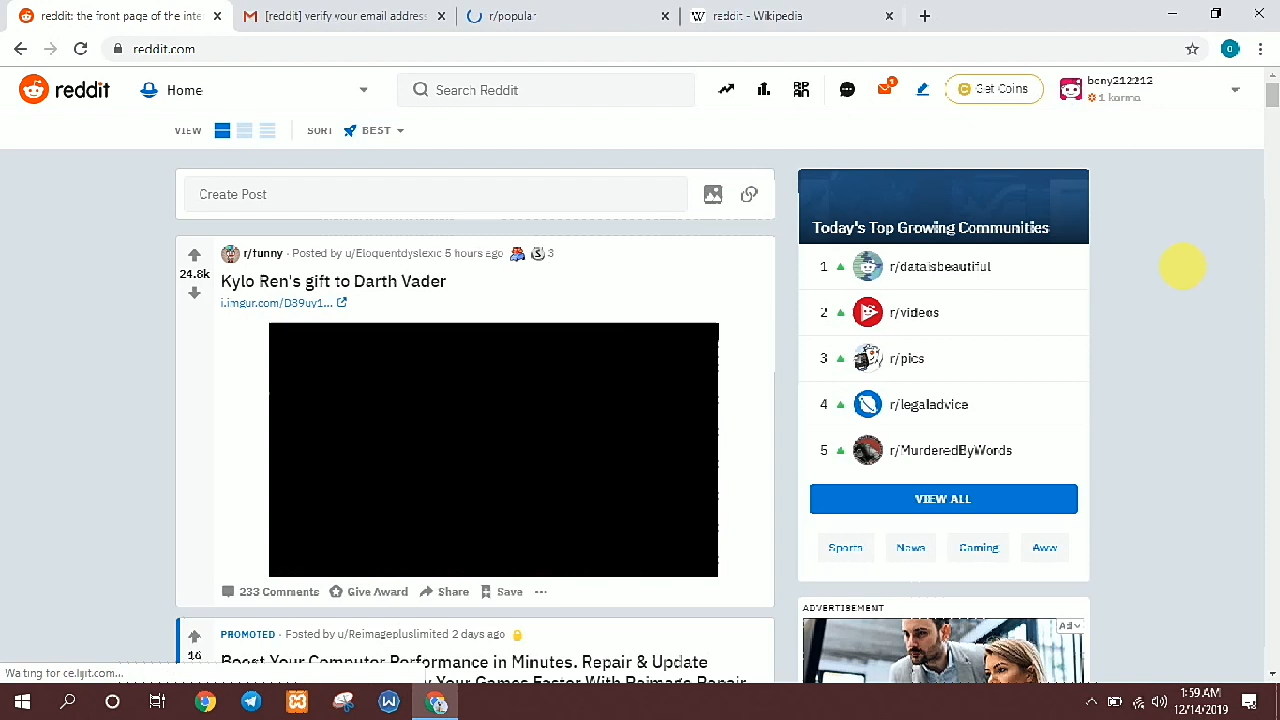 reddit: the front page of the inte
[reddit] verify your email address
r/popular
reddit - Wikipedia
reddit.com
reddit
Home
Search Reddit
1
Get Coins
beny212212
1 karma
VIEW
SORT
BEST
Create Post
r/funny · Posted by u/Eloquentdyslexic 5 hours ago 3
24.8k
Kylo Ren's gift to Darth Vader
i.imgur.com/D39uy1...
233 Comments Give Award Share Save ...
PROMOTED · Posted by u/Reimagepluslimited 2 days ago
16
Boost Your Computer Performance in Minutes. Repair & Update
Your Games Faster With Reimage Repair
Today's Top Growing Communities
1 r/dataisbeautiful
2 r/videos
3 r/pics
4 r/legaladvice
5 r/MurderedByWords
VIEW ALL
Sports News Gaming Aww
ADVERTISEMENT
Ad
1:59 AM
12/14/2019